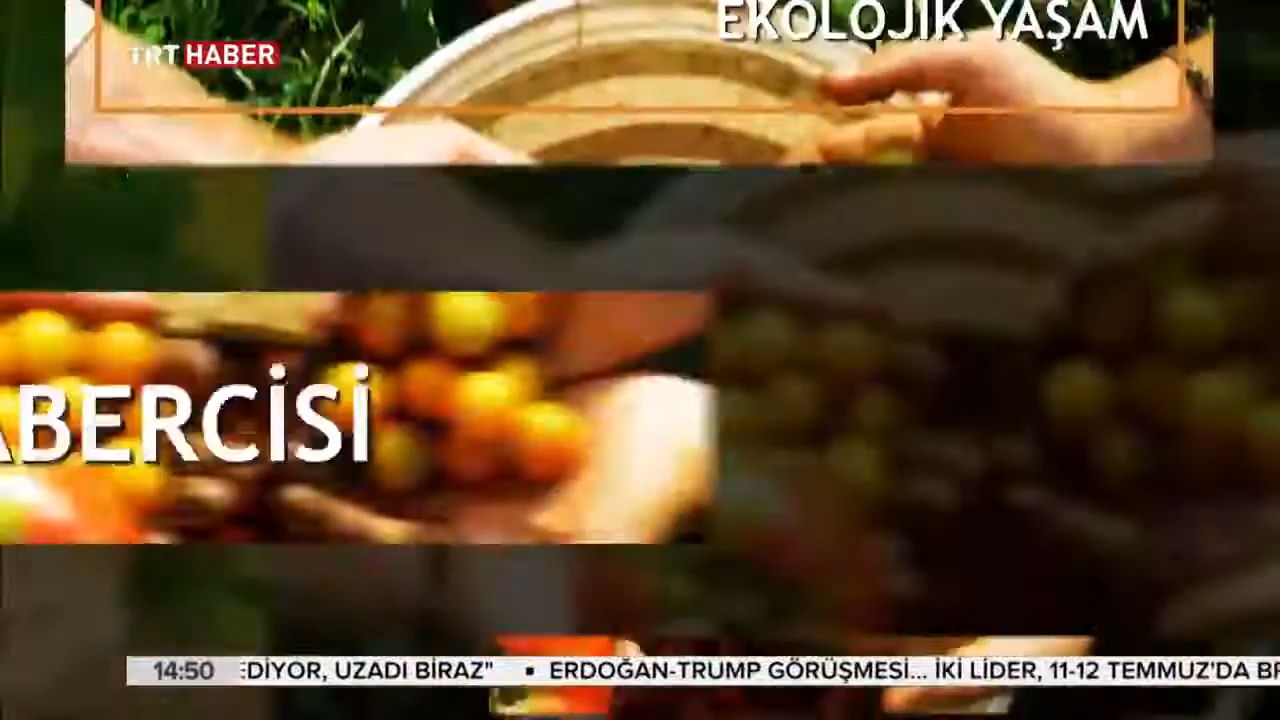 EKOLOJİK YAŞAM
TRT HABER
ABERCİSİ
14:50 EDİYOR, UZADI BİRAZ" ▪ ERDOĞAN-TRUMP GÖRÜŞMESİ... İKİ LİDER, 11-12 TEMMUZ'DA BR